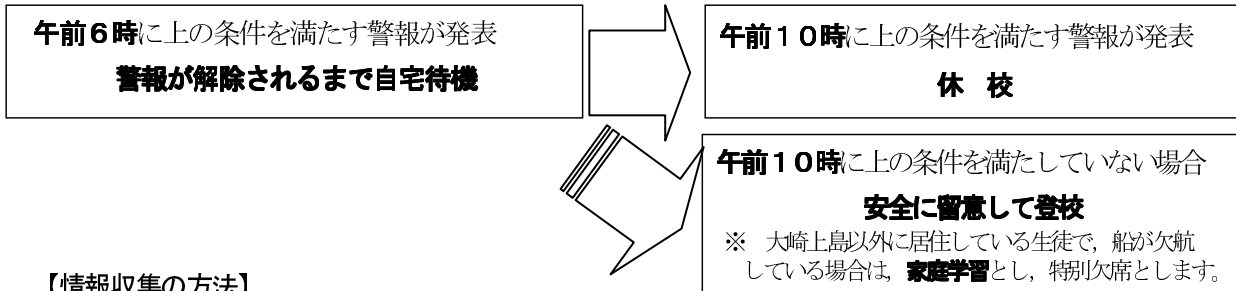 午前６時に上の条件を満たす警報が発表
警報が解除されるまで自宅待機
午前１０時に上の条件を満たす警報が発表
休 校
午前１０時に上の条件を満たしていない場合
安全に留意して登校
※ 大崎上島以外に居住している生徒で，船が欠航
している場合は，家庭学習とし，特別欠席とします。
【情報収集の方法】